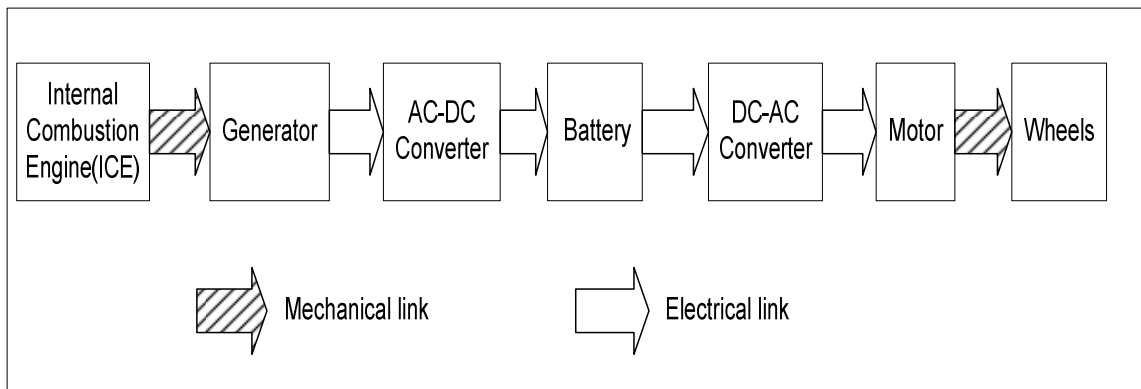 Internal
Combustion
Engine(ICE)
Generator
AC-DC
Converter
Battery
DC-AC
Converter
Motor
Wheels
Mechanical link
Electrical link